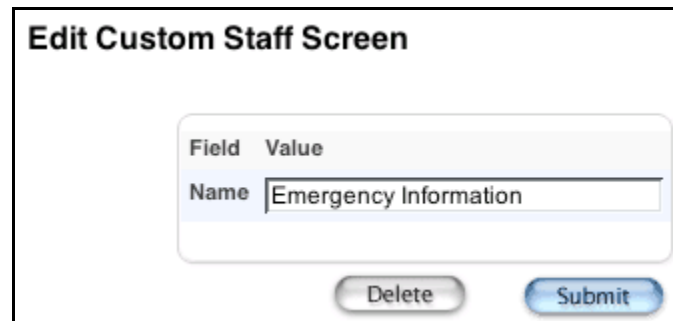 Edit Custom Staff Screen
Field Value
Name Emergency Information
Delete Submit